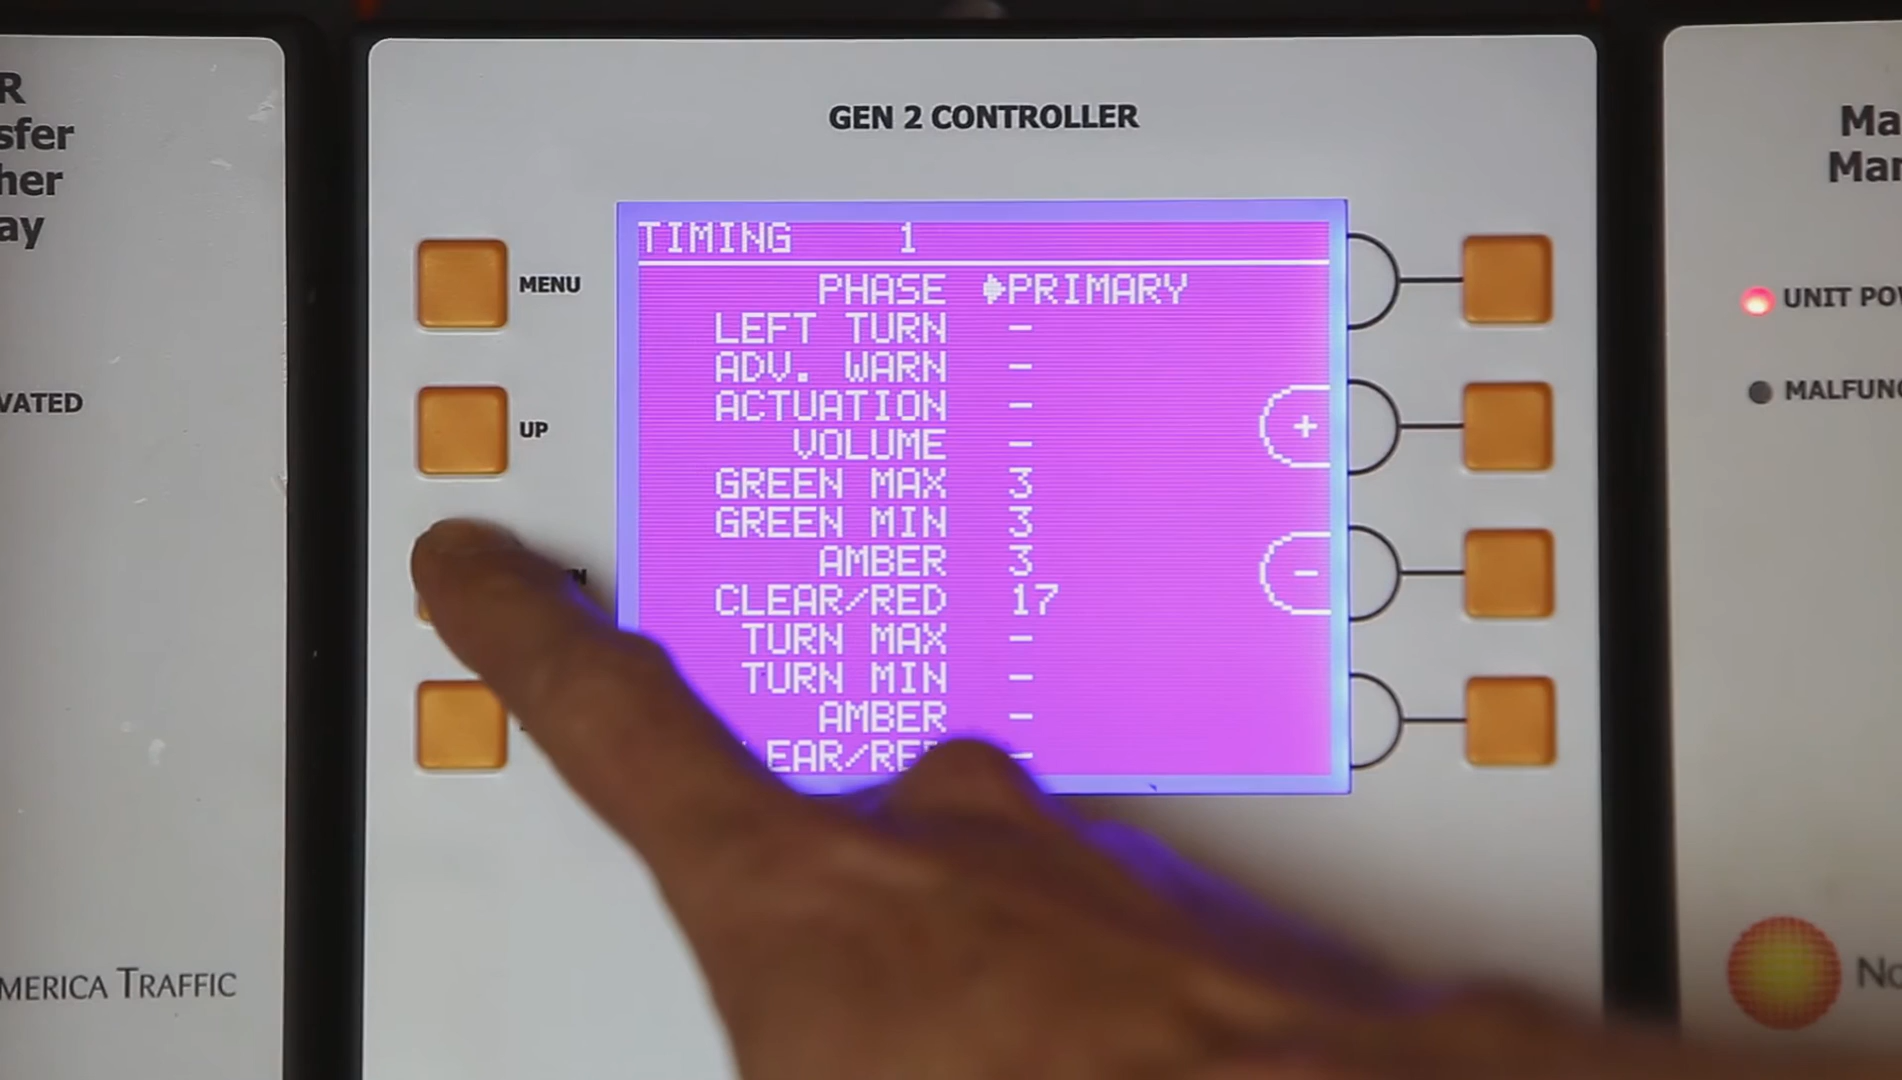 R
sfer
her
ay
VATED
MERICA TRAFFIC
GEN 2 CONTROLLER
MENU
UP
TIMING 1
PHASE PRIMARY
LEFT TURN -
ADV. WARN -
ACTUATION -
VOLUME -
GREEN MAX 3
GREEN MIN 3
AMBER 3
CLEAR/RED 17
TURN MAX -
TURN MIN -
AMBER -
LEAR/RED -
+
-
Ma
Mar
UNIT POW
MALFUNC
No